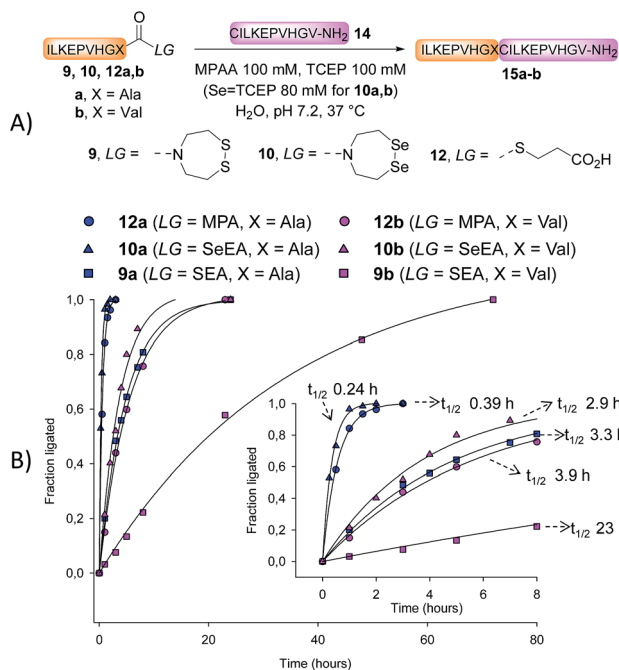 O
ILKEPVHGX LG
CILKEPVHGV-NH2 14
ILKEPVHGXCILKEPVHGV-NH2
9, 10, 12a,b
a, X = Ala
b, X = Val
MPAA 100 mM, TCEP 100 mM
(Se=TCEP 80 mM for 10a,b)
H2O, pH 7.2, 37 °C
15a-b
A)
9, LG = N S S
10, LG = N Se Se
12, LG = S CO2H
12a (LG = MPA, X = Ala)
12b (LG = MPA, X = Val)
10a (LG = SeEA, X = Ala)
10b (LG = SeEA, X = Val)
9a (LG = SEA, X = Ala)
9b (LG = SEA, X = Val)
B)
Fraction ligated
1,0
0,8
0,6
0,4
0,2
0,0
0 20 40 60 80
Time (hours)
Fraction ligated
1,0
0,8
0,6
0,4
0,2
0,0
0 2 4 6 8
Time (hours)
t1/2 0.24 h
t1/2 0.39 h
t1/2 2.9 h
t1/2 3.3 h
t1/2 3.9 h
t1/2 23